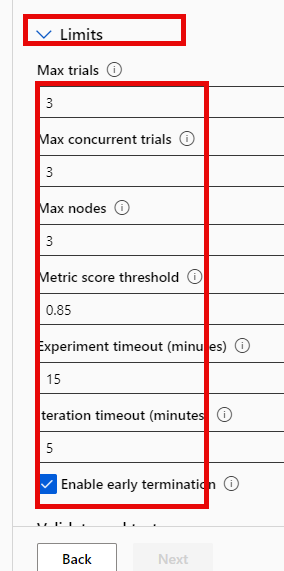 Limits
Max trials
3
Max concurrent trials
3
Max nodes
3
Metric score threshold
0.85
Experiment timeout (minutes)
15
Iteration timeout (minutes)
5
Enable early termination
Back
Next